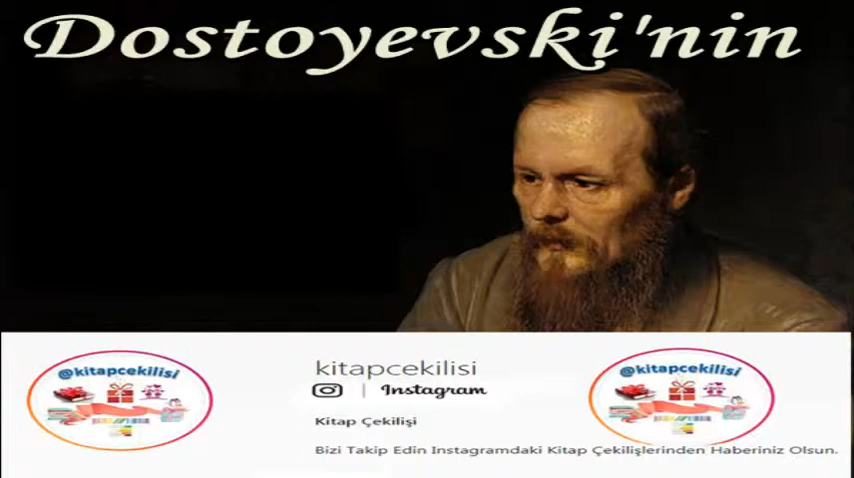 Dostoyevski'nin
@kitapcekilisi
kitapcekilisi
| Instagram
Kitap Çekilişi
Bizi Takip Edin Instagramdaki Kitap Çekilişlerinden Haberiniz Olsun.
@kitapcekilisi